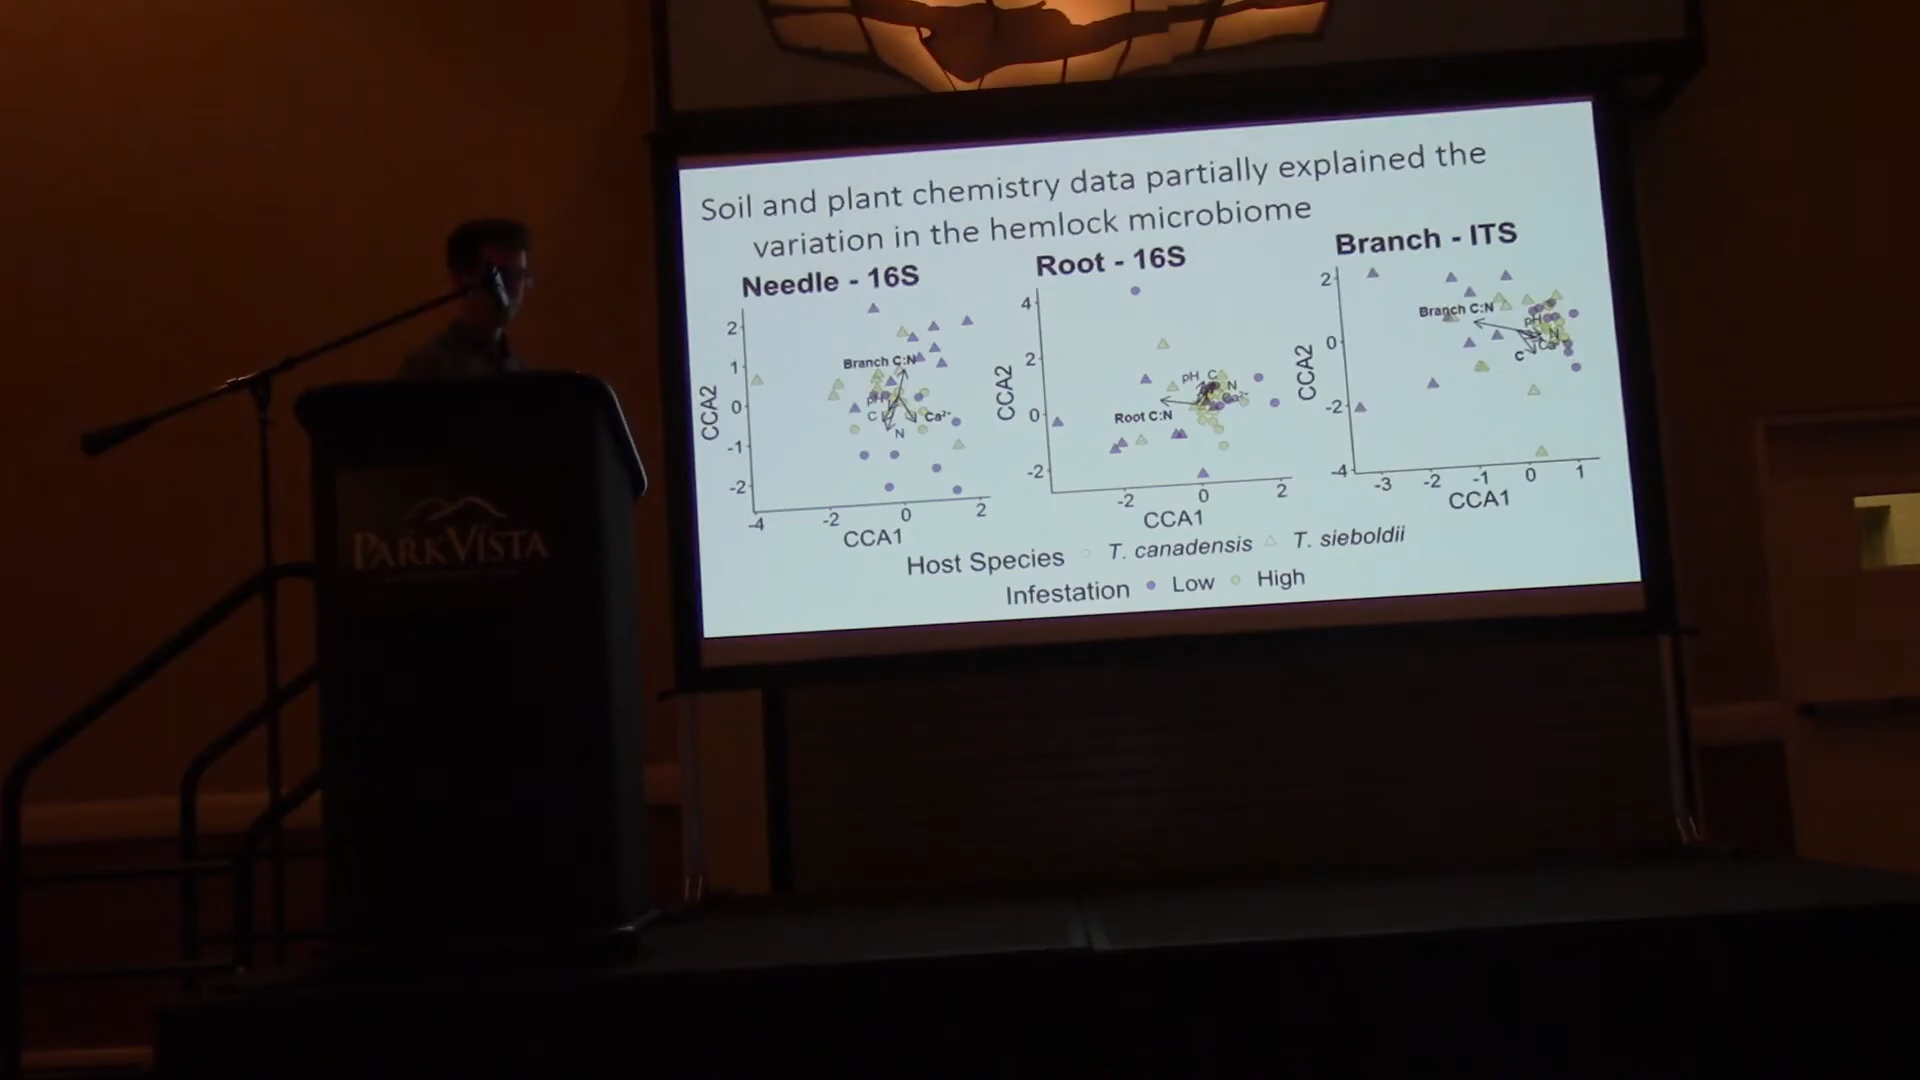 Soil and plant chemistry data partially explained the
variation in the hemlock microbiome
Needle - 16S
CCA2
2
1
0
-1
-2
Branch C:N
pH
C
N
Ca²⁺
-4
-2
0
2
CCA1
Root - 16S
CCA2
4
2
0
-2
pH
C
N
Ca²⁺
Root C:N
-2
0
2
CCA1
Branch - ITS
CCA2
2
0
-2
-4
Branch C:N
pH
N
C
-3
-2
-1
0
1
CCA1
Host Species T. canadensis T. sieboldii
Infestation Low High
PARKVISTA